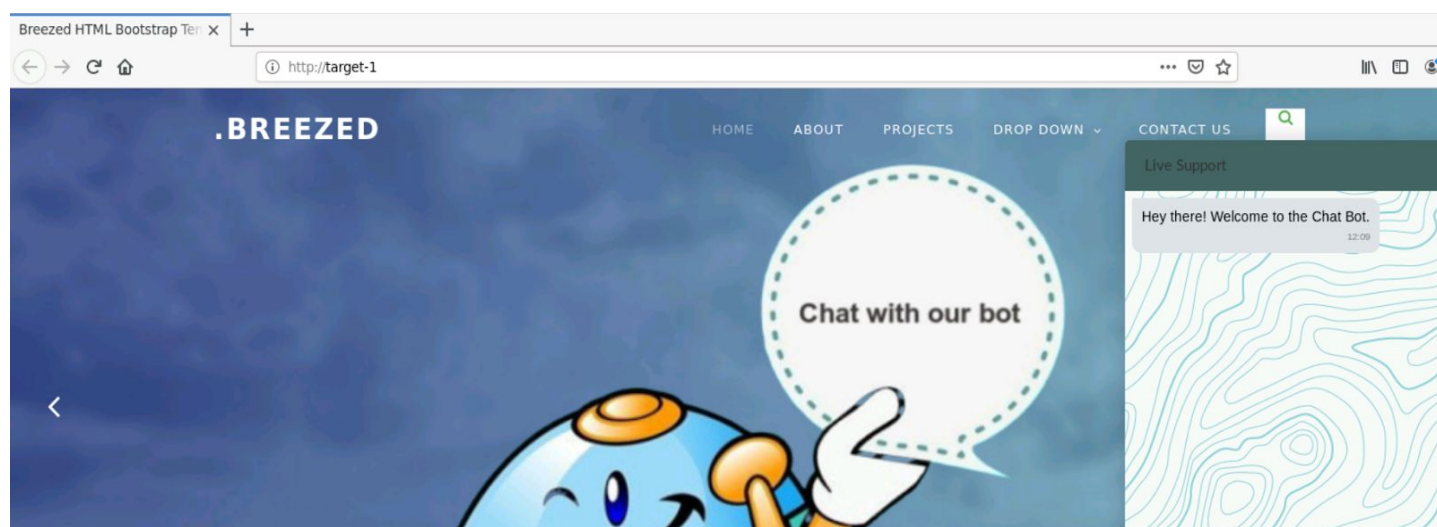 Breezed HTML Bootstrap Ten
http://target-1
.BREEZED
HOME ABOUT PROJECTS DROP DOWN CONTACT US
Live Support
Hey there! Welcome to the Chat Bot.
12:09
Chat with our bot